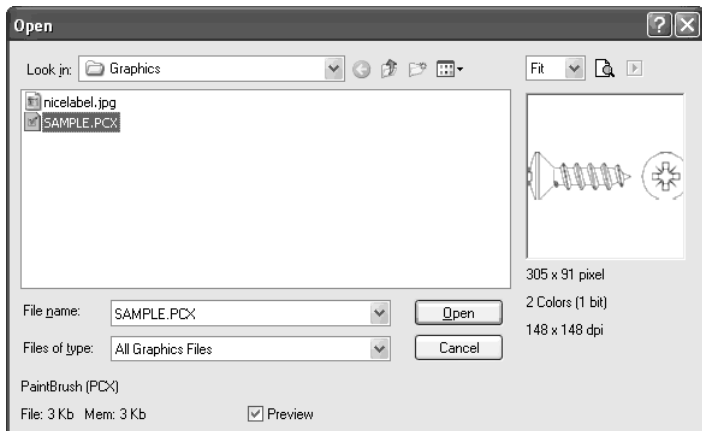 Open
Look in: Graphics
Fit
nicelabel.jpg
SAMPLE.PCX
305 x 91 pixel
2 Colors (1 bit)
148 x 148 dpi
File name: SAMPLE.PCX Open
Files of type: All Graphics Files Cancel
PaintBrush (PCX)
File: 3 Kb Mem: 3 Kb Preview